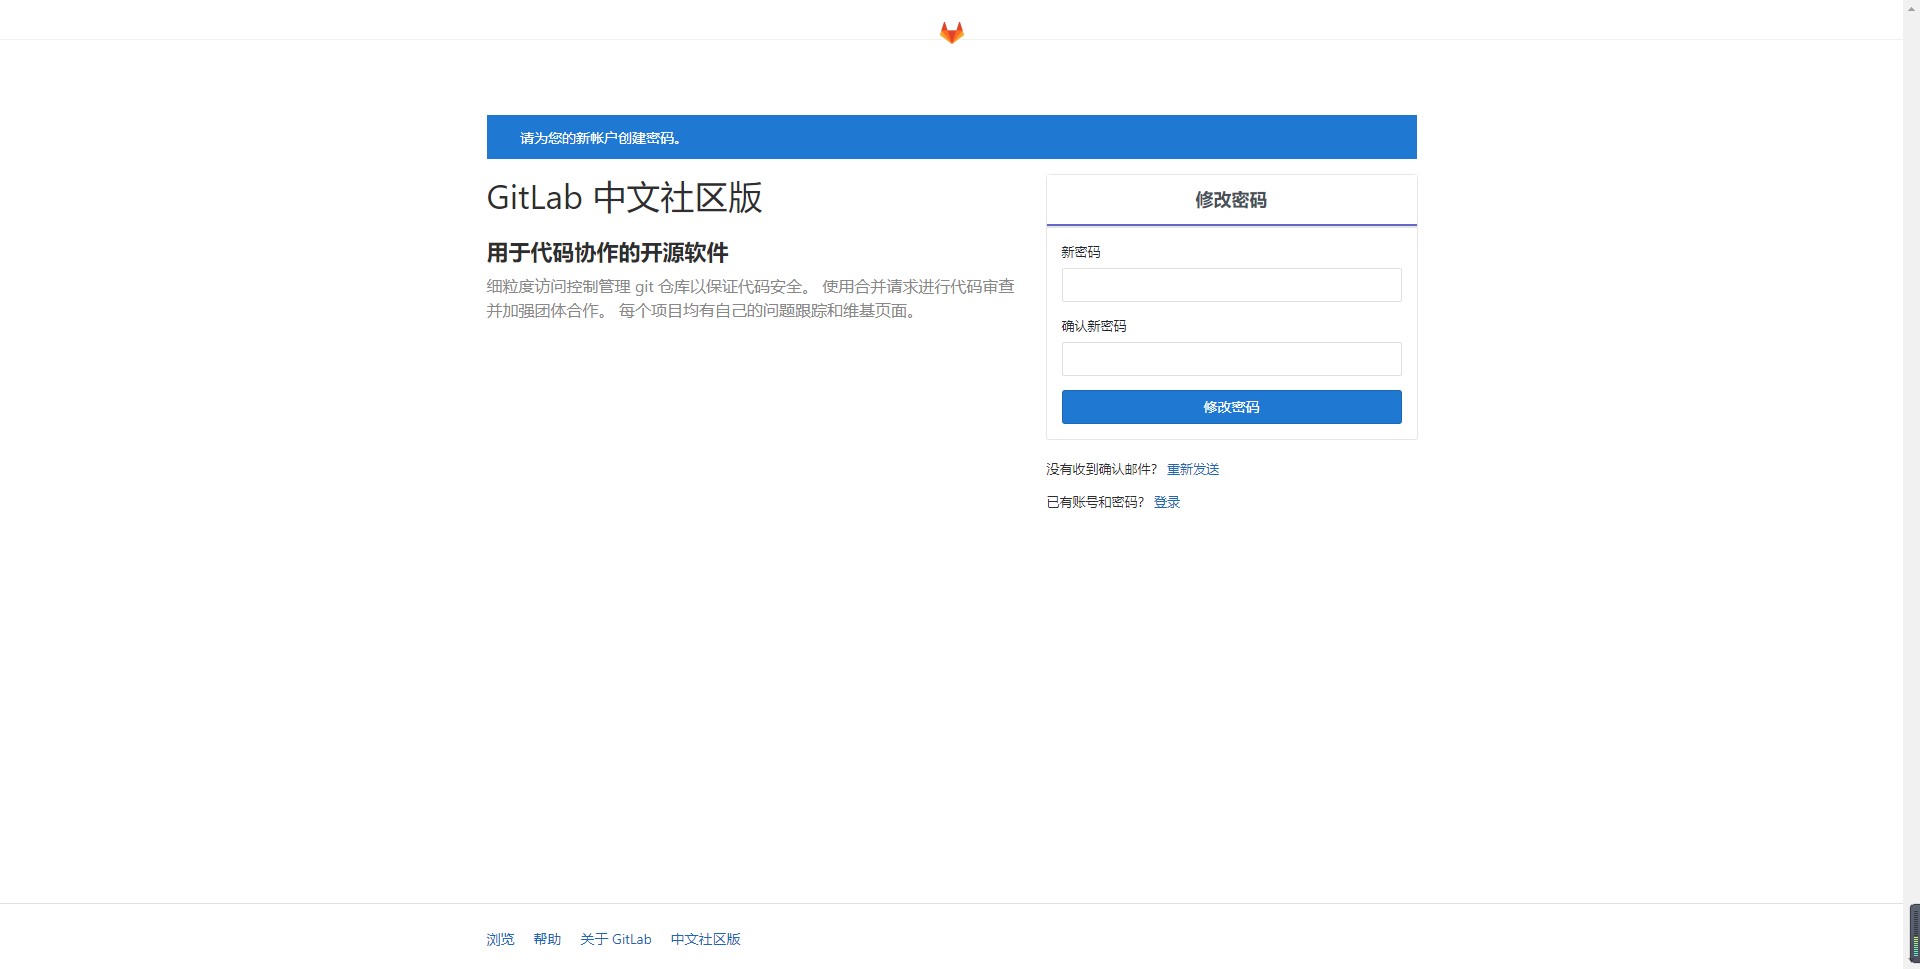 请为您的新帐户创建密码。
GitLab 中文社区版
用于代码协作的开源软件
细粒度访问控制管理 git 仓库以保证代码安全。 使用合并请求进行代码审查
并加强团体合作。 每个项目均有自己的问题跟踪和维基页面。
修改密码
新密码
确认新密码
修改密码
没有收到确认邮件？ 重新发送
已有账号和密码？ 登录
浏览 帮助 关于 GitLab 中文社区版